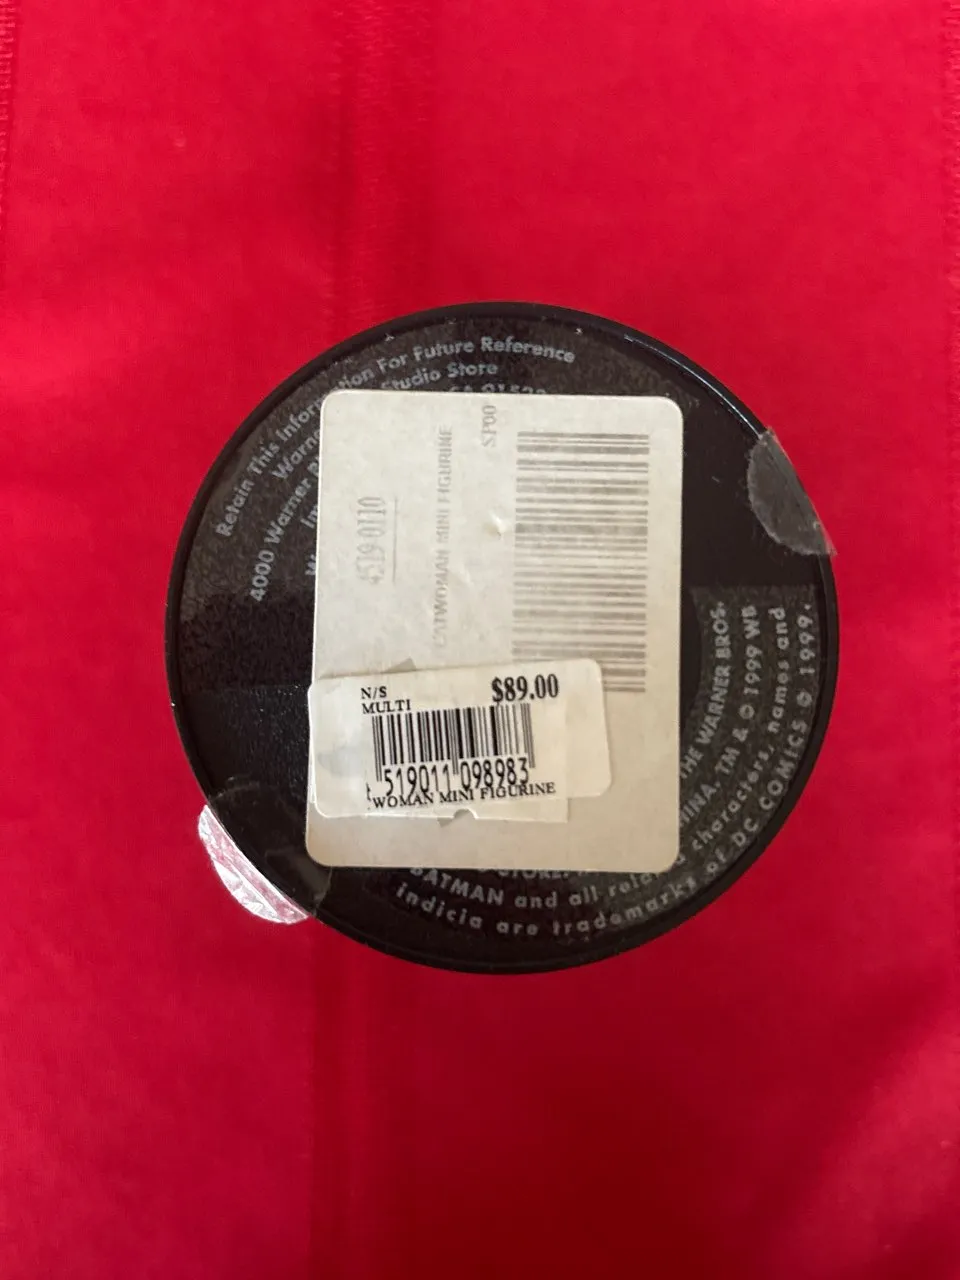 Retain This Information For Future Reference
Studio Store
4000 Warner
4519 0110
CATWOMAN MINI FIGURINE
SP00
N/S
MULTI
$89.00
519011 098983
WOMAN MINI FIGURINE
THE WARNER BROS.
TM & © 1999 WB
STORE.
BATMAN and all characters, names and
indicia are trademarks of DC COMICS © 1999.